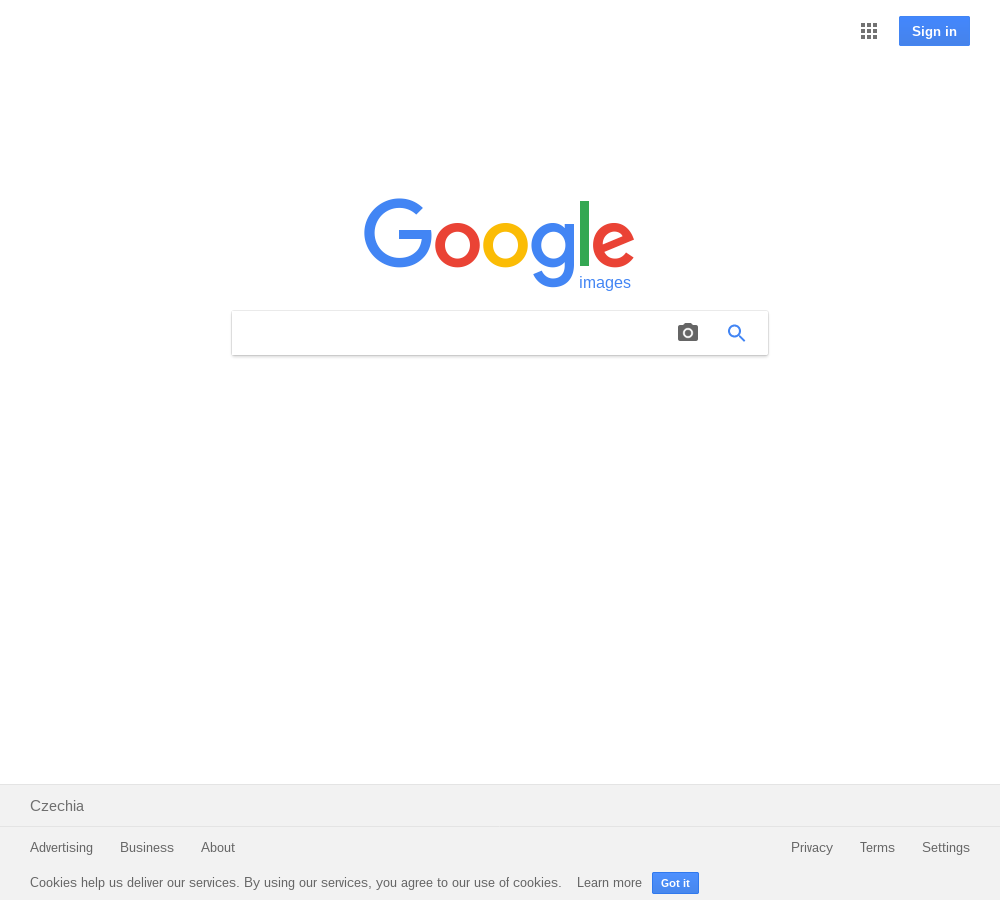 Sign in
Google
images
Czechia
Advertising Business About Privacy Terms Settings
Cookies help us deliver our services. By using our services, you agree to our use of cookies. Learn more Got it